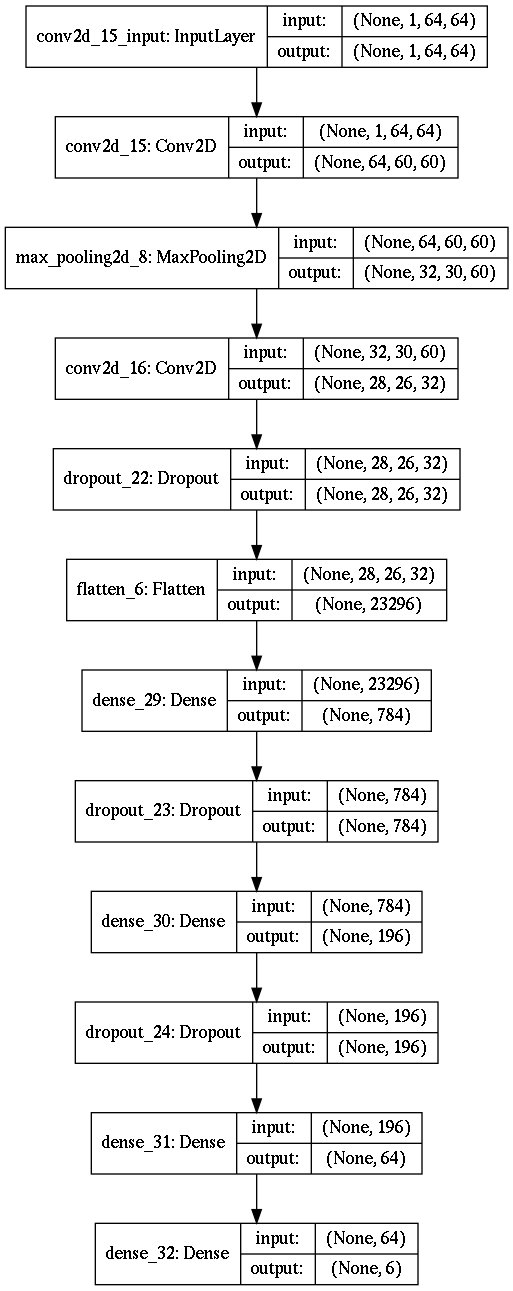 conv2d_15_input: InputLayer
input: (None, 1, 64, 64)
output: (None, 1, 64, 64)
conv2d_15: Conv2D
input: (None, 1, 64, 64)
output: (None, 64, 60, 60)
max_pooling2d_8: MaxPooling2D
input: (None, 64, 60, 60)
output: (None, 32, 30, 60)
conv2d_16: Conv2D
input: (None, 32, 30, 60)
output: (None, 28, 26, 32)
dropout_22: Dropout
input: (None, 28, 26, 32)
output: (None, 28, 26, 32)
flatten_6: Flatten
input: (None, 28, 26, 32)
output: (None, 23296)
dense_29: Dense
input: (None, 23296)
output: (None, 784)
dropout_23: Dropout
input: (None, 784)
output: (None, 784)
dense_30: Dense
input: (None, 784)
output: (None, 196)
dropout_24: Dropout
input: (None, 196)
output: (None, 196)
dense_31: Dense
input: (None, 196)
output: (None, 64)
dense_32: Dense
input: (None, 64)
output: (None, 6)